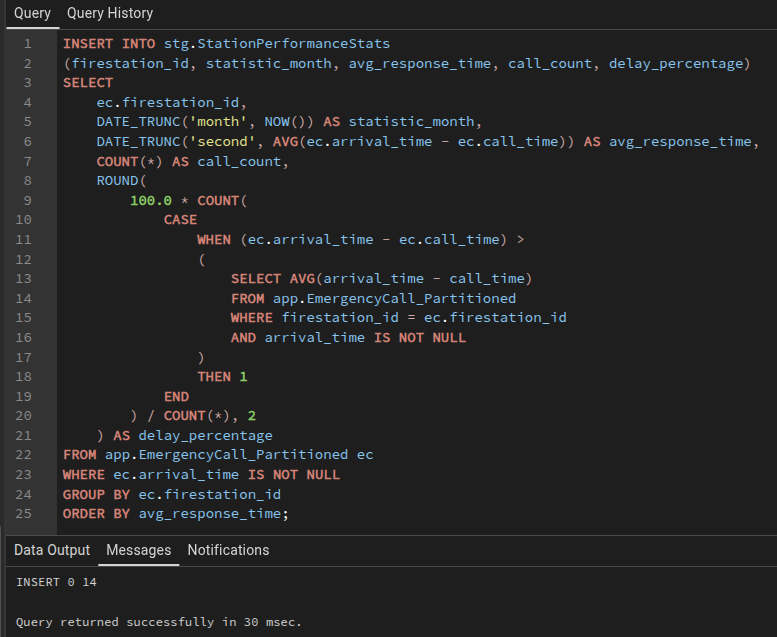 Query Query History
1 INSERT INTO stg.StationPerformanceStats
2 (firestation_id, statistic_month, avg_response_time, call_count, delay_percentage)
3 SELECT
4 ec.firestation_id,
5 DATE_TRUNC('month', NOW()) AS statistic_month,
6 DATE_TRUNC('second', AVG(ec.arrival_time - ec.call_time)) AS avg_response_time,
7 COUNT(*) AS call_count,
8 ROUND(
9 100.0 * COUNT(
10 CASE
11 WHEN (ec.arrival_time - ec.call_time) >
12 (
13 SELECT AVG(arrival_time - call_time)
14 FROM app.EmergencyCall_Partitioned
15 WHERE firestation_id = ec.firestation_id
16 AND arrival_time IS NOT NULL
17 )
18 THEN 1
19 END
20 ) / COUNT(*), 2
21 ) AS delay_percentage
22 FROM app.EmergencyCall_Partitioned ec
23 WHERE ec.arrival_time IS NOT NULL
24 GROUP BY ec.firestation_id
25 ORDER BY avg_response_time;
Data Output Messages Notifications
INSERT 0 14
Query returned successfully in 30 msec.